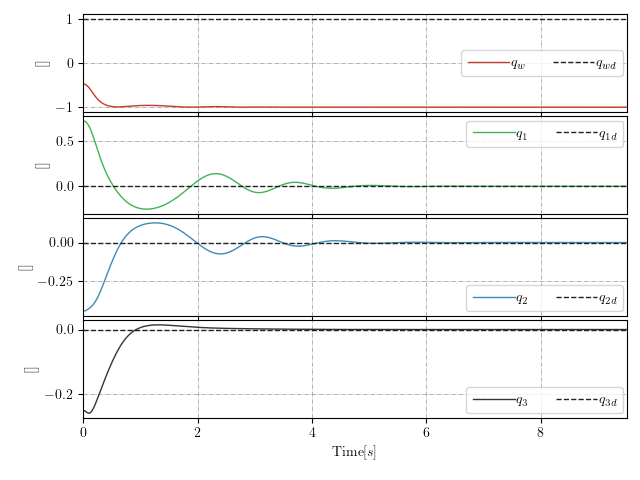 1
0
−1
[]
q_w
q_{wd}
0.5
0.0
[]
q_1
q_{1d}
0.00
−0.25
[]
q_2
q_{2d}
0.0
−0.2
[]
q_3
q_{3d}
0 2 4 6 8
Time[s]